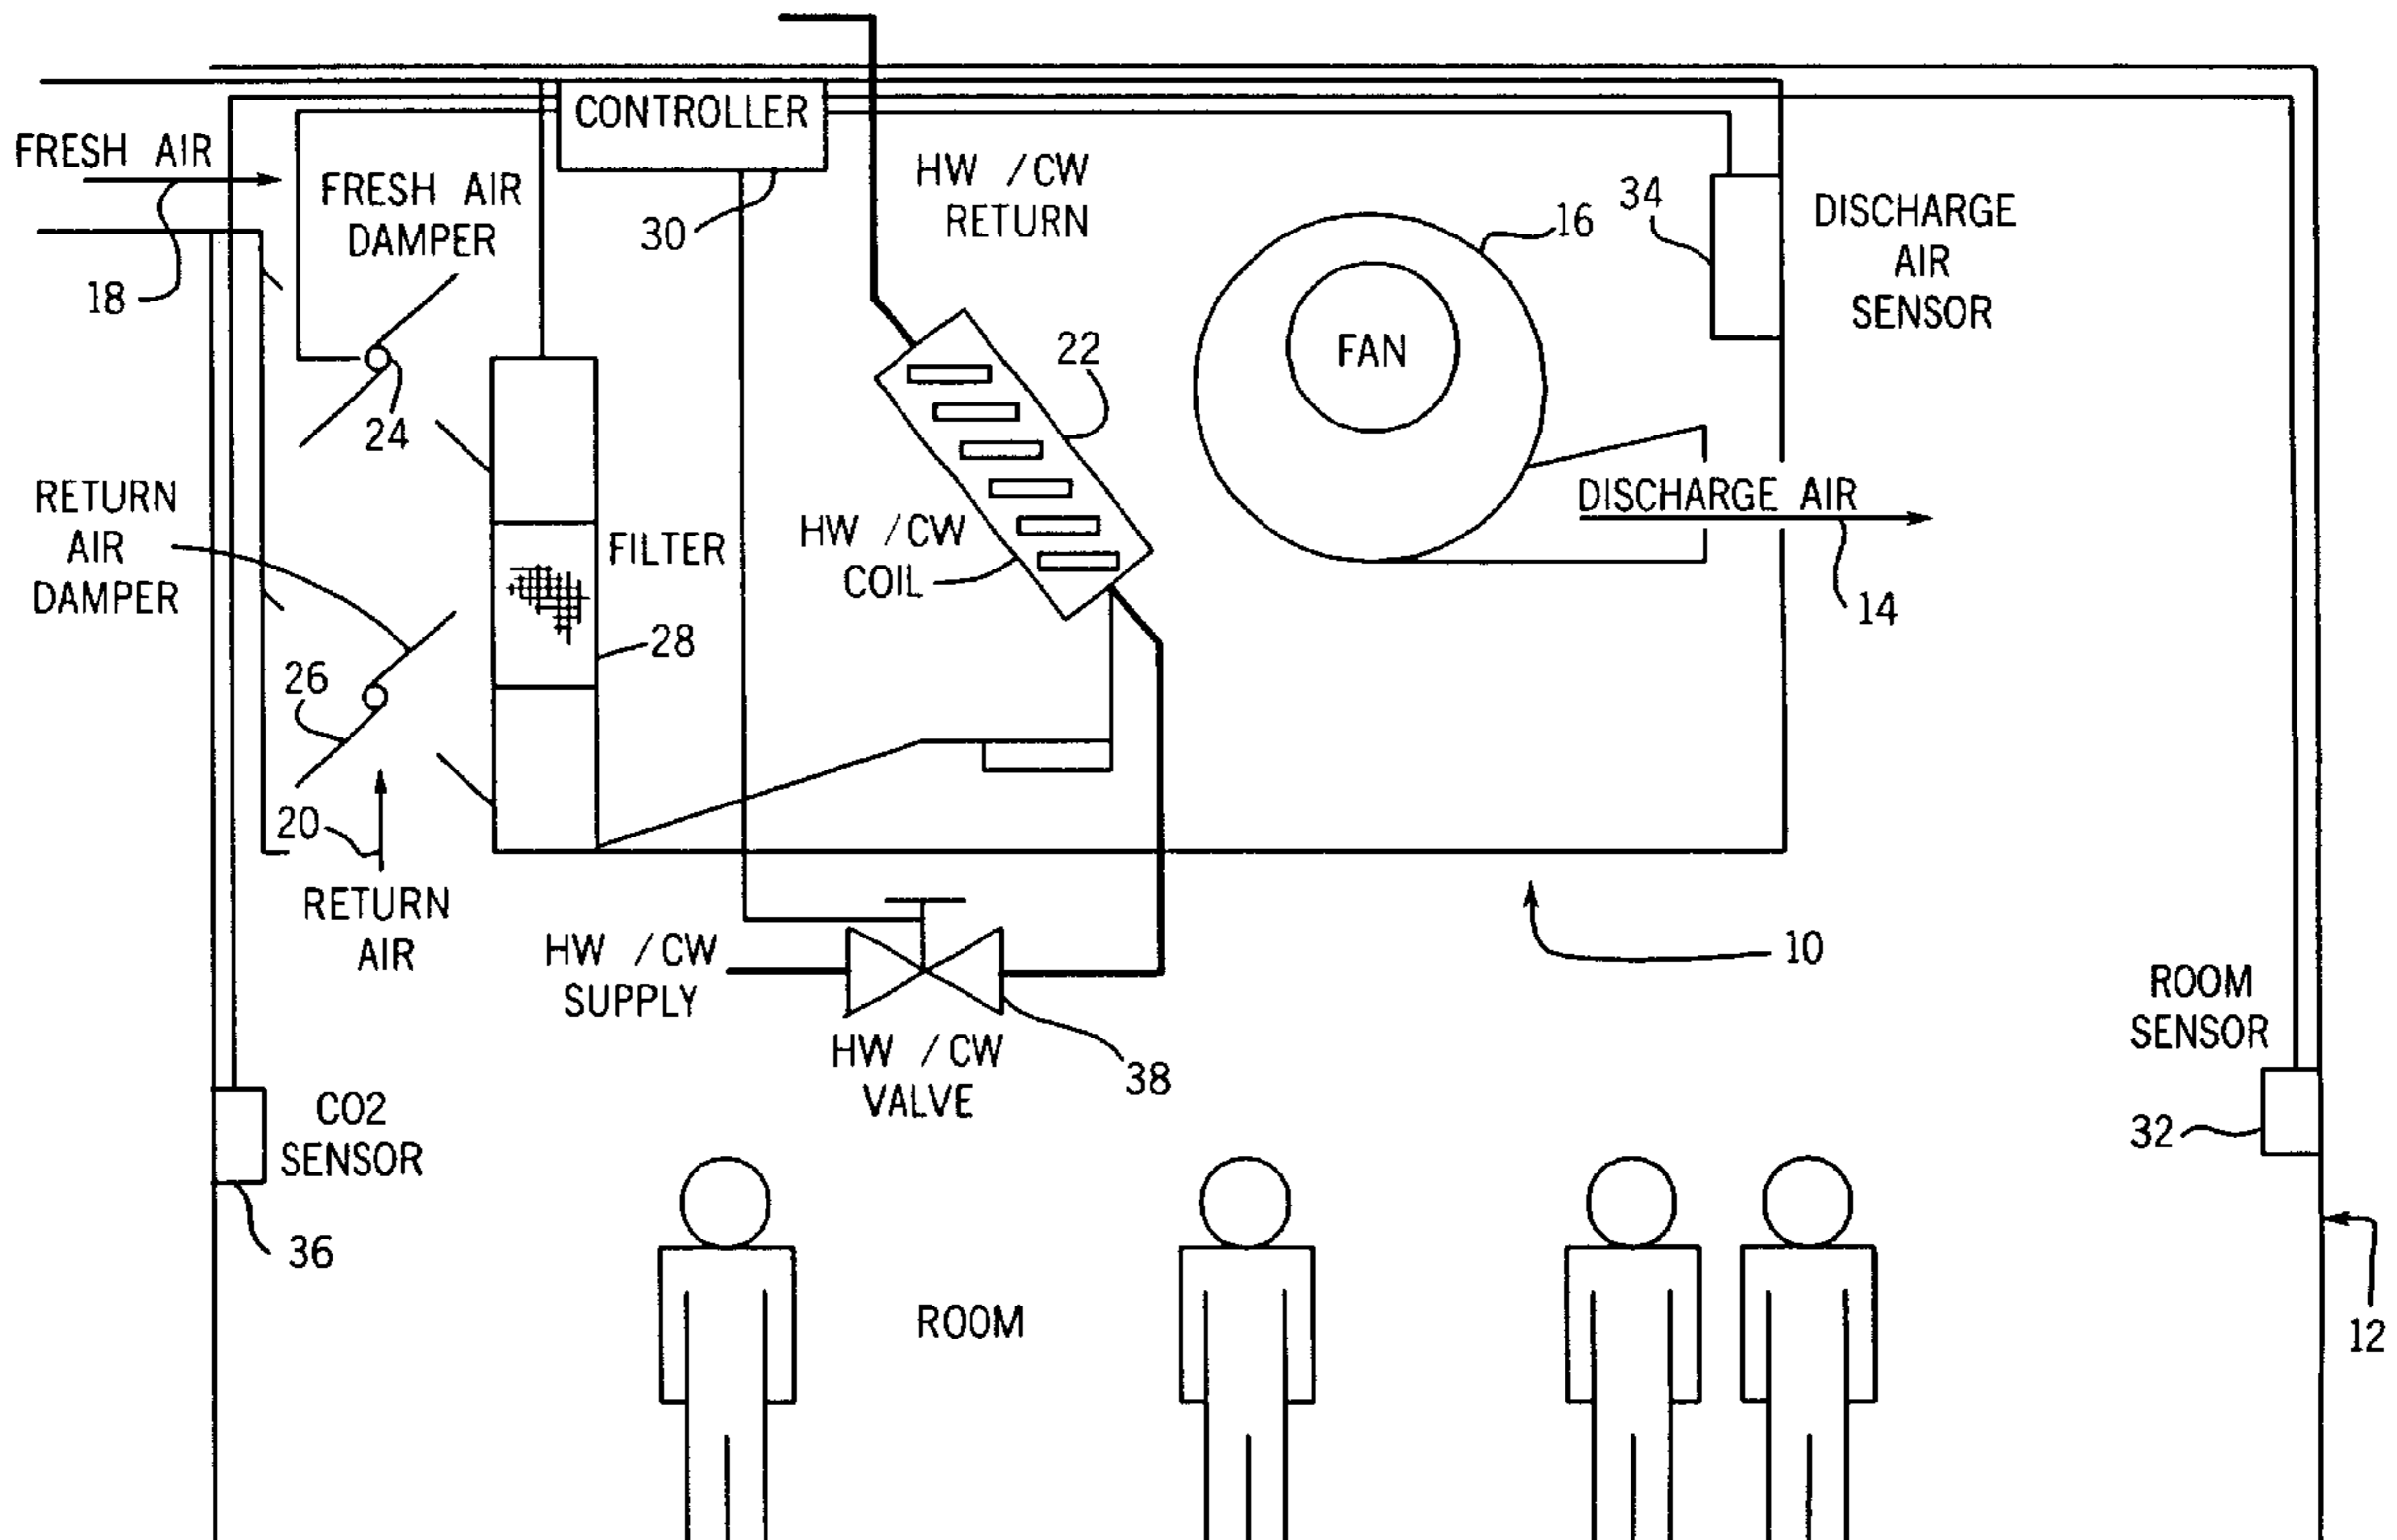 CONTROLLER
FRESH AIR
FRESH AIR
DAMPER
HW / CW
RETURN
30
18
34
16
DISCHARGE
AIR
SENSOR
FAN
22
24
RETURN
AIR
DAMPER
FILTER
HW / CW
COIL
DISCHARGE AIR
14
28
26
20
RETURN
AIR
HW / CW
SUPPLY
10
ROOM
SENSOR
HW / CW
VALVE
38
CO2
SENSOR
32
36
ROOM
12